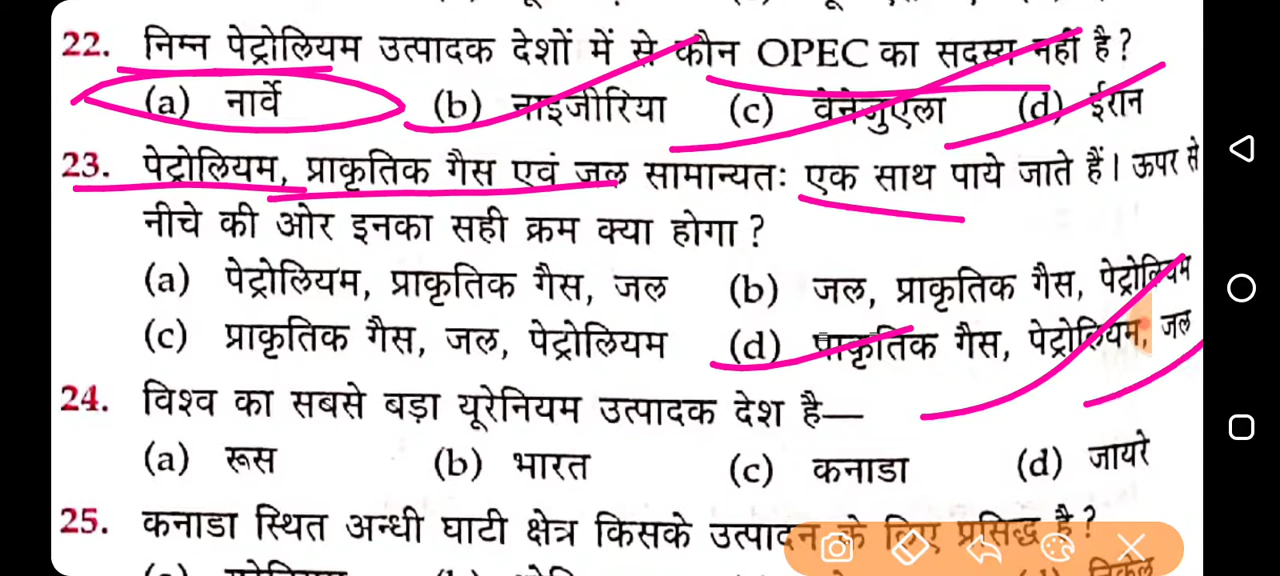 22. निम्न पेट्रोलियम उत्पादक देशों में से कौन OPEC का सदस्य नहीं है?
(a) नार्वे (b) नाइजीरिया (c) वेनेजुएला (d) ईरान
23. पेट्रोलियम, प्राकृतिक गैस एवं जल सामान्यतः एक साथ पाये जाते हैं। ऊपर से
नीचे की ओर इनका सही क्रम क्या होगा?
(a) पेट्रोलियम, प्राकृतिक गैस, जल (b) जल, प्राकृतिक गैस, पेट्रोलियम
(c) प्राकृतिक गैस, जल, पेट्रोलियम (d) प्राकृतिक गैस, पेट्रोलियम, जल
24. विश्व का सबसे बड़ा यूरेनियम उत्पादक देश है—
(a) रूस (b) भारत (c) कनाडा (d) जायरे
25. कनाडा स्थित अन्धी घाटी क्षेत्र किसके उत्पादन के लिए प्रसिद्ध है?